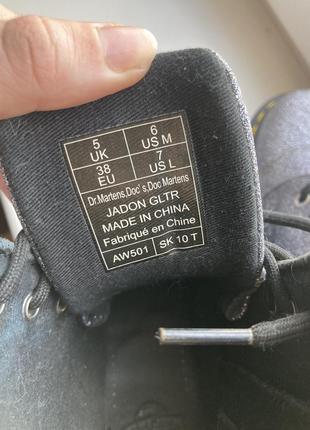 5 UK
6 US M
38 EU
7 US L
Dr.Martens,Doc's,Doc Martens
JADON GLTR
MADE IN CHINA
Fabriqué en Chine
AW501 SK 10 T